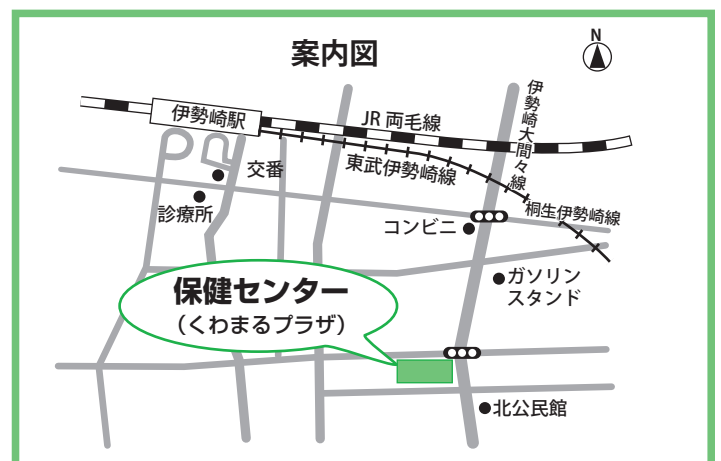 案内図
N
伊勢崎駅
JR 両毛線
伊勢崎大間々線
東武伊勢崎線
交番
診療所
コンビニ
桐生伊勢崎線
ガソリン
スタンド
保健センター
（くわまるプラザ）
北公民館